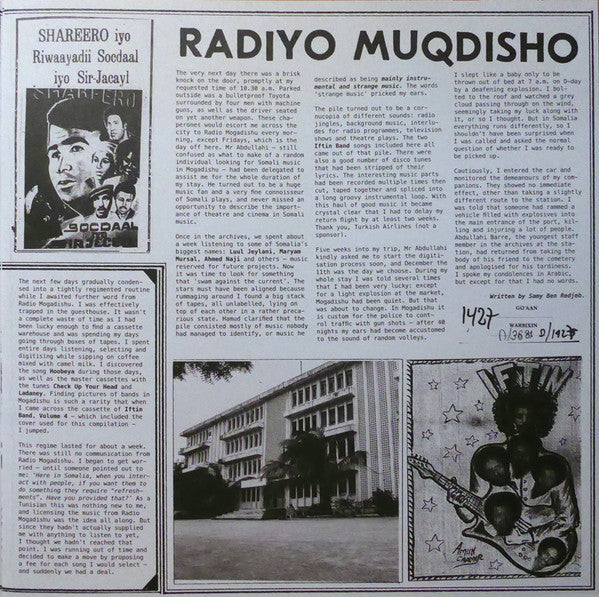 SHAREERO iyo
Riwaayadii Socdaal
iyo Sir-Jacayl
SHAREERO
SOCDAAL
RADIYO MUQDISHO
The next few days gradually conden-
sed into a tightly regimented routine
while I awaited further word from
Radio Mogadishu. I was effectively
trapped in the guesthouse. It wasn't
a complete waste of time as I had
been lucky enough to find a cassette
warehouse and was spending my days
going through boxes of tapes. I spent
entire days listening, selecting and
digitising while sipping on coffee
mixed with camel milk. I discovered
the song Hoobeya during those days,
as well as the master cassettes with
the tunes Check Up Your Head and
Ladaney. Finding pictures of bands in
Mogadishu is such a rarity that when
I came across the cassette of Iftin
Band, Volume 4 – which included the
cover used for this compilation –
I jumped.
This regime lasted for about a week.
There was still no communication from
Radio Mogadishu. I began to get wor-
ried – until someone pointed out to
me: 'Here in Somalia, when you inter-
act with people, if you want them to
do something they require "refresh-
ments". Have you provided that?' As a
Tunisian this was nothing new to me,
and licensing the music from Radio
Mogadishu was the idea all along. But
since they hadn't actually supplied
me with anything to listen to yet,
I thought we hadn't reached that
point. I was running out of time and
decided to make a move by proposing
a fee for each song I would select –
and suddenly we had a deal.
The very next day there was a brisk
knock on the door, promptly at my
requested time of 10.30 a.m. Parked
outside was a bulletproof Toyota
surrounded by four men with machine
guns, as well as the driver seated
on yet another weapon. These cha-
perones would escort me across the
city to Radio Mogadishu every mor-
ning, except Fridays, which is the
day off here. Mr Abdullahi – still
confused as what to make of a random
individual looking for Somali music
in Mogadishu – had been delegated to
assist me for the whole duration of
my stay. He turned out to be a huge
music fan and a very fine connoisseur
of Somali plays, and never missed an
opportunity to describe the import-
ance of theatre and cinema in Somali
music.
Once in the archives, we spent about
a week listening to some of Somalia's
biggest names: Luul Jeylani, Maryan
Mursal, Ahmed Naji and others – music
reserved for future projects. Now
it was time to look for something
that 'swam against the current'. The
stars must have been aligned because
rummaging around I found a big stack
of tapes, all unlabelled, lying on
top of each other in a rather preca-
rious state. Hamud clarified that the
pile consisted mostly of music nobody
had managed to identify, or music he
described as being mainly instru-
mental and strange music. The words
'strange music' pricked my ears.
The pile turned out to be a cor-
nucopia of different sounds: radio
jingles, background music, interlu-
des for radio programmes, television
shows and theatre plays. The two
Iftin Band songs included here all
came out of that pile. There were
also a good number of disco tunes
that had been stripped of their
lyrics. The interesting music parts
had been recorded multiple times then
cut, taped together and spliced into
a long groovy instrumental loop. With
this haul of good music it became
crystal clear that I had to delay my
return flight by at least two weeks.
Thank you, Turkish Airlines (not a
sponsor).
Five weeks into my trip, Mr Abdullahi
kindly asked me to start the digiti-
sation process soon, and December the
11th was the day we choose. During my
whole stay I was told several times
that I had been very lucky: except
for a light explosion at the market,
Mogadishu had been quiet. But that
was about to change. In Mogadishu it
is custom for the police to cont-
rol traffic with gun shots – after 40
nights my ears had become accustomed
to the sound of random volleys.
I slept like a baby only to be
thrown out of bed at 7 a.m. on D-day
by a deafening explosion. I bol-
ted to the roof and watched a grey
cloud passing through on the wind,
seemingly taking my luck along with
it, or so I thought. But in Somalia
everything runs differently, so I
shouldn't have been surprised when
I was called and asked the normal
question of whether I was ready to
be picked up.
Cautiously, I entered the car and
monitored the demeanours of my com-
panions. They showed no immediate
effect, other than taking a slightly
different route to the station. I
was told that someone had rammed a
vehicle filled with explosives into
the main entrance of the port, kil-
ling and injuring a lot of people.
Abdullahi Barre, the youngest staff
member in the archives at the sta-
tion, had returned from taking the
body of his friend to the cemetery
and apologised for his tardiness.
I spoke my condolences in Arabic,
but except for that I had no words.
Written by Samy Ben Redjeb.
1427
GO'AAN
WARIXIIN
IFTIN
AMIIN